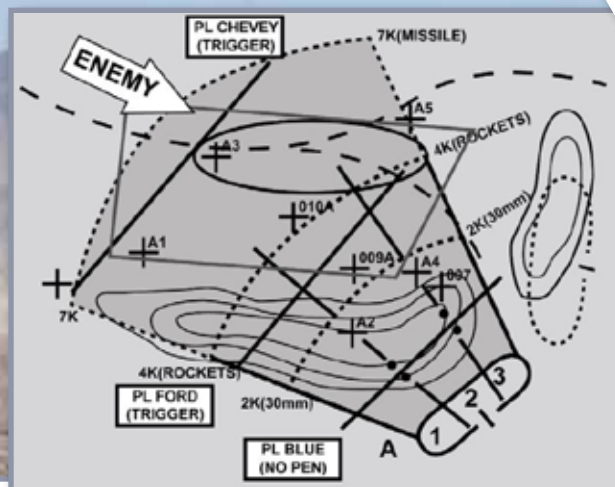 PL CHEVEY
(TRIGGER)
7K(MISSILE)
ENEMY
A5
4K(ROCKETS)
A3
010A
2K(30mm)
A1
009A
A4
007
7K
A2
4K(ROCKETS)
PL FORD
(TRIGGER)
2K(30mm)
3
2
1
A
PL BLUE
(NO PEN)